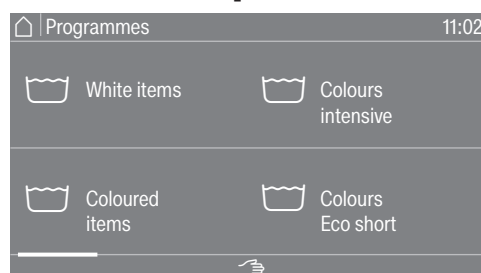 Programmes
11:02
White items
Colours
intensive
Coloured
items
Colours
Eco short